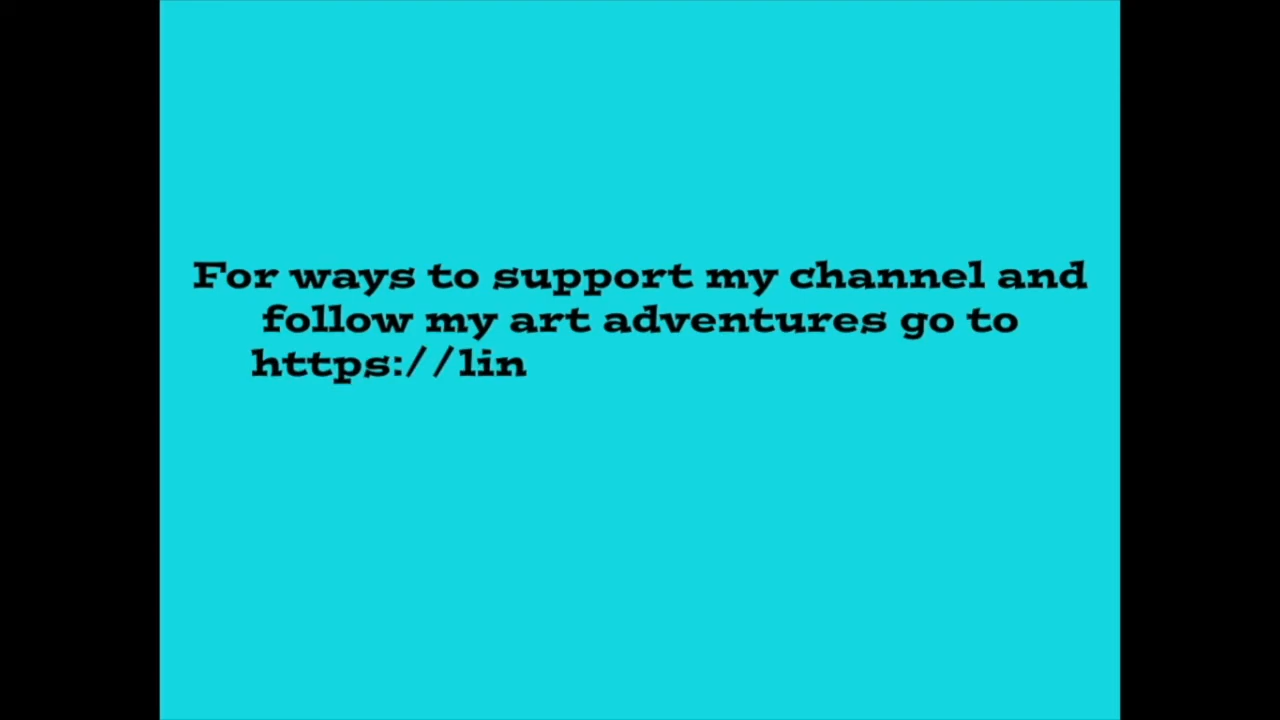 For ways to support my channel and
follow my art adventures go to
https://lin